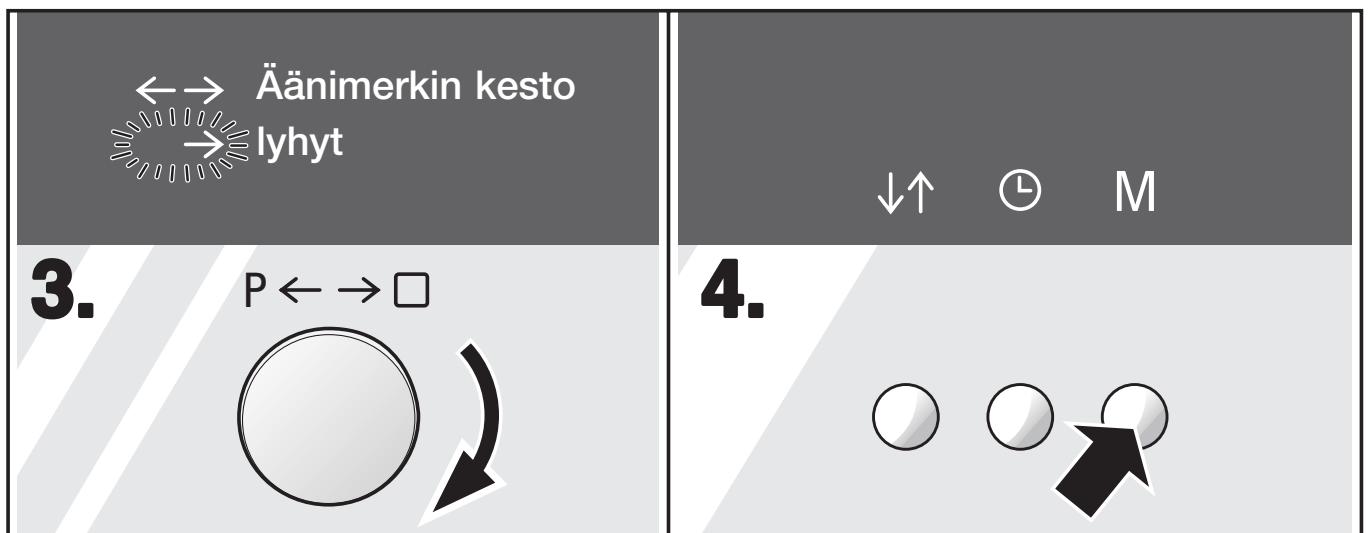 ←→ Äänimerkin kesto
→ lyhyt
3.
P ← → □
↓↑ M
4.